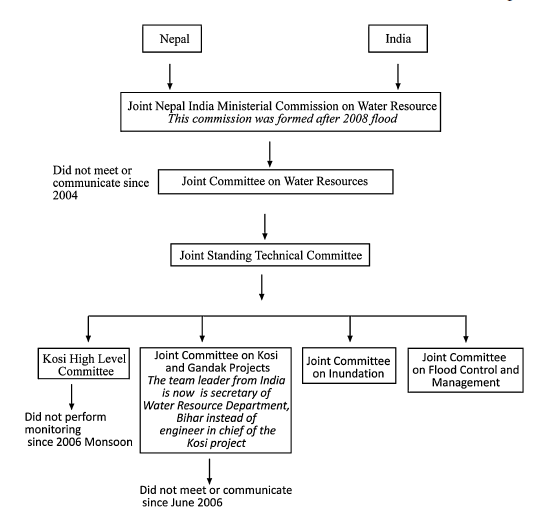 Nepal
India
Joint Nepal India Ministerial Commission on Water Resource
This commission was formed after 2008 flood
Did not meet or
communicate since
2004
Joint Committee on Water Resources
Joint Standing Technical Committee
Kosi High Level
Committee
Joint Committee on Kosi
and Gandak Projects
The team leader from India
is now is secretary of
Water Resource Department,
Bihar instead of
engineer in chief of the
Kosi project
Joint Committee
on Inundation
Joint Committee
on Flood Control and
Management
Did not perform
monitoring
since 2006 Monsoon
Did not meet or communicate
since June 2006